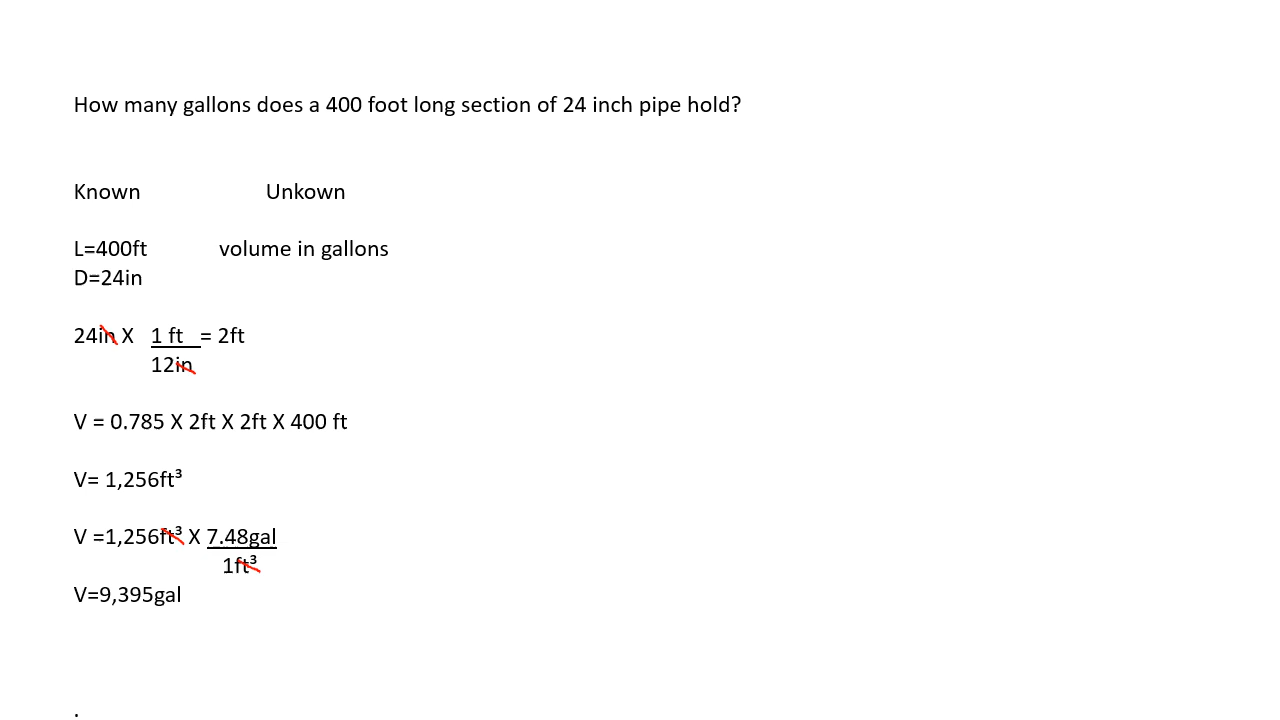 How many gallons does a 400 foot long section of 24 inch pipe hold?
Known Unkown
L=400ft volume in gallons
D=24in
24in X 1 ft = 2ft
12in
V = 0.785 X 2ft X 2ft X 400 ft
V= 1,256ft³
V =1,256ft³ X 7.48gal
1ft³
V=9,395gal
.